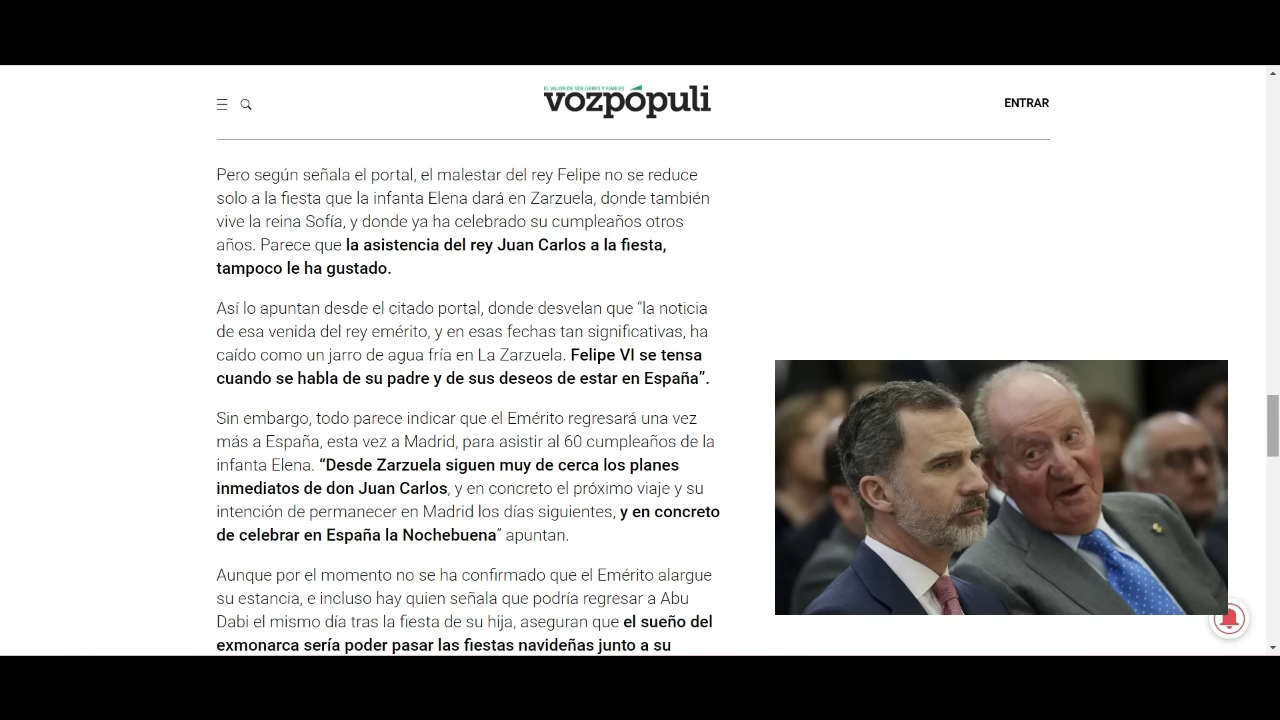 EL VALOR DE SER LIBRES Y FIABLES
vozpópuli
ENTRAR
Pero según señala el portal, el malestar del rey Felipe no se reduce
solo a la fiesta que la infanta Elena dará en Zarzuela, donde también
vive la reina Sofía, y donde ya ha celebrado su cumpleaños otros
años. Parece que la asistencia del rey Juan Carlos a la fiesta,
tampoco le ha gustado.
Así lo apuntan desde el citado portal, donde desvelan que “la noticia
de esa venida del rey emérito, y en esas fechas tan significativas, ha
caído como un jarro de agua fría en La Zarzuela. Felipe VI se tensa
cuando se habla de su padre y de sus deseos de estar en España”.
Sin embargo, todo parece indicar que el Emérito regresará una vez
más a España, esta vez a Madrid, para asistir al 60 cumpleaños de la
infanta Elena. “Desde Zarzuela siguen muy de cerca los planes
inmediatos de don Juan Carlos, y en concreto el próximo viaje y su
intención de permanecer en Madrid los días siguientes, y en concreto
de celebrar en España la Nochebuena” apuntan.
Aunque por el momento no se ha confirmado que el Emérito alargue
su estancia, e incluso hay quien señala que podría regresar a Abu
Dabi el mismo día tras la fiesta de su hija, aseguran que el sueño del
exmonarca sería poder pasar las fiestas navideñas junto a su